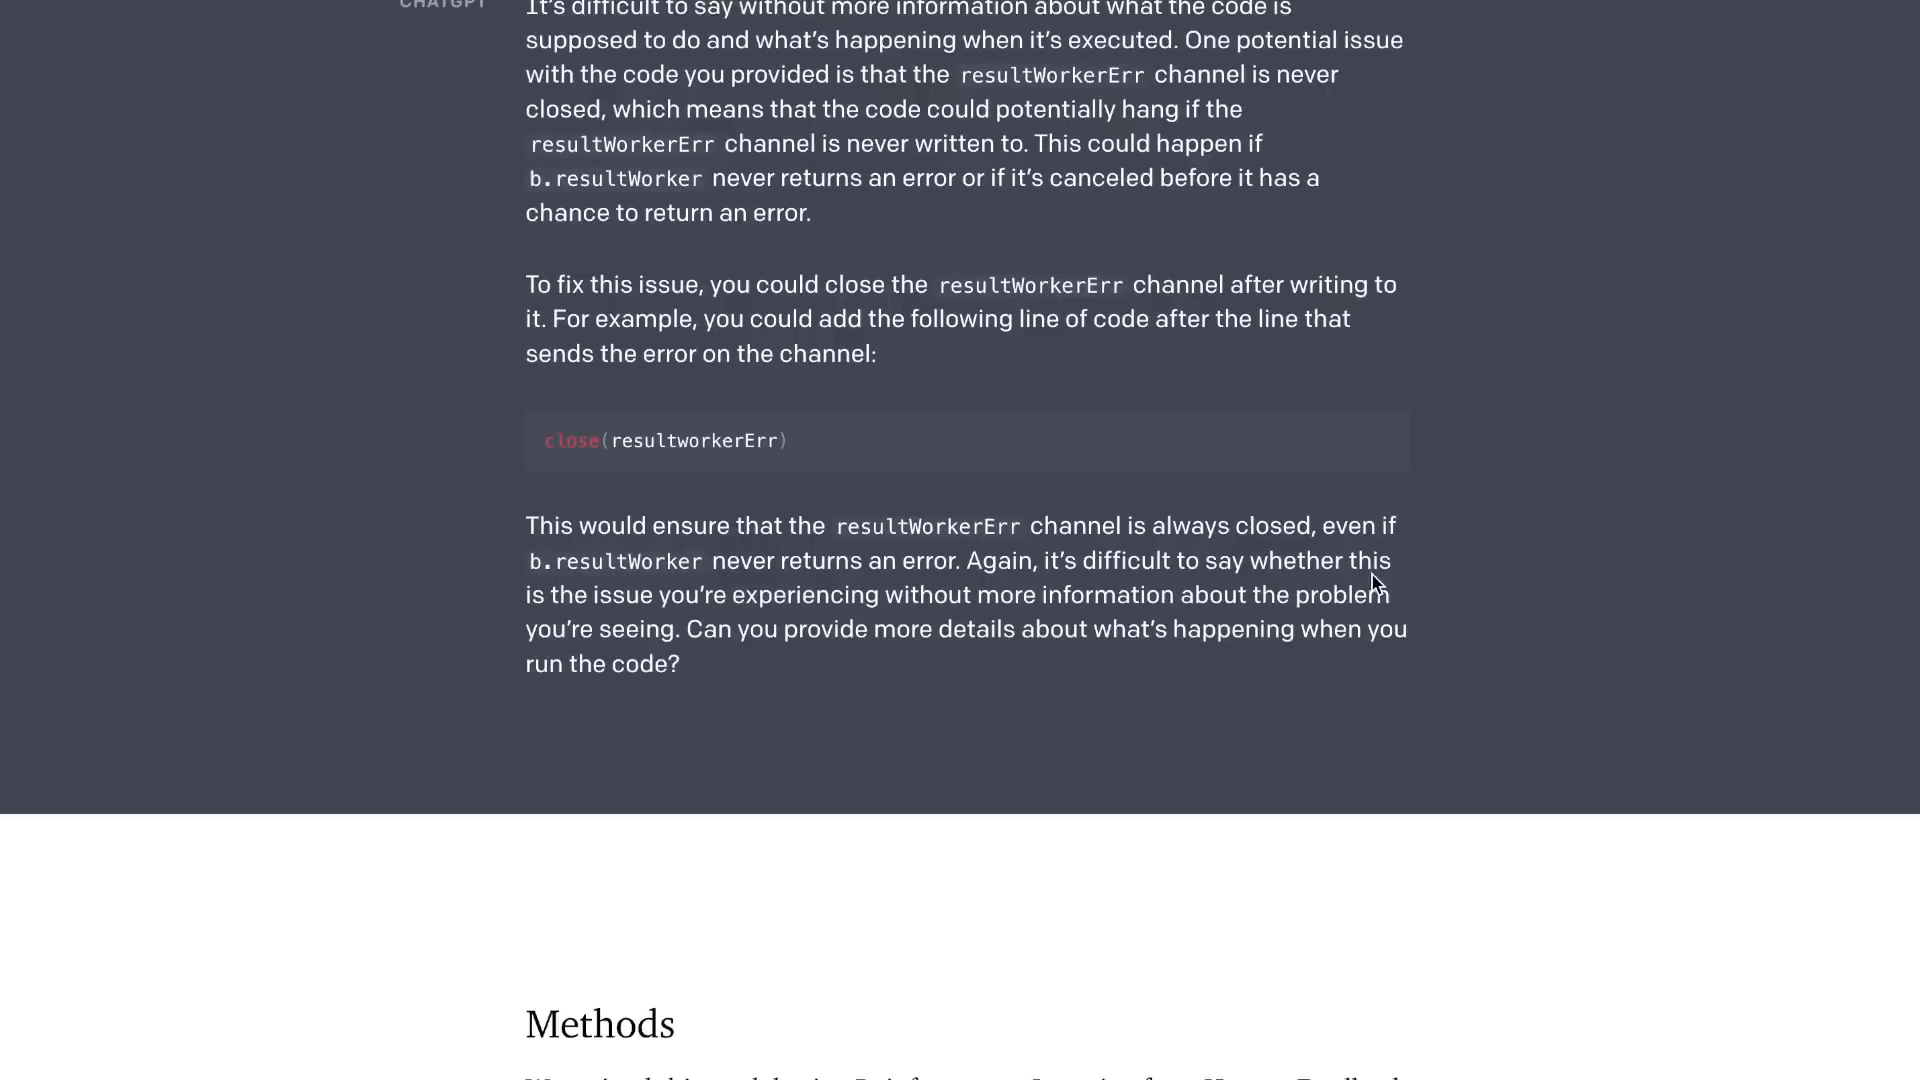 CHATGPT
It's difficult to say without more information about what the code is
supposed to do and what's happening when it's executed. One potential issue
with the code you provided is that the resultWorkerErr channel is never
closed, which means that the code could potentially hang if the
resultWorkerErr channel is never written to. This could happen if
b.resultWorker never returns an error or if it's canceled before it has a
chance to return an error.
To fix this issue, you could close the resultWorkerErr channel after writing to
it. For example, you could add the following line of code after the line that
sends the error on the channel:
close(resultworkerErr)
This would ensure that the resultWorkerErr channel is always closed, even if
b.resultWorker never returns an error. Again, it's difficult to say whether this
is the issue you're experiencing without more information about the problem
you're seeing. Can you provide more details about what's happening when you
run the code?
Methods